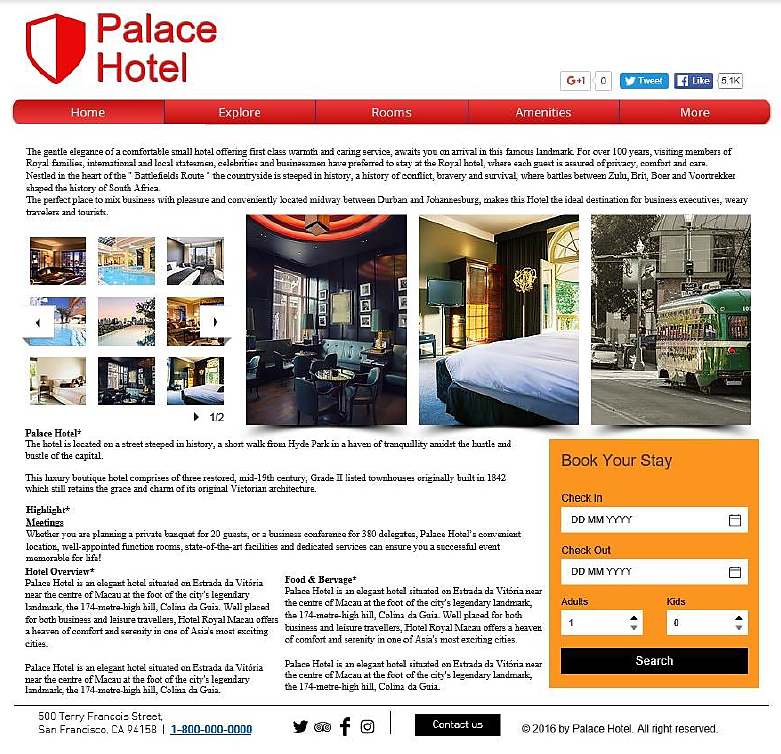 Palace
Hotel
G+1 0 Tweet Like 5.1K
Home Explore Rooms Amenities More
The gentle elegance of a comfortable small hotel offering first class warmth and caring service, awaits you on arrival in this famous landmark. For over 100 years, visiting members of
Royal families, international and local statesmen, celebrities and businessmen have preferred to stay at the Royal hotel, where each guest is assured of privacy, comfort and care.
Nestled in the heart of the " Battlefields Route " the countryside is steeped in history, a history of conflict, bravery and survival, where battles between Zulu, Brit, Boer and Voortrekker
shaped the history of South Africa.
The perfect place to mix business with pleasure and conveniently located midway between Durban and Johannesburg, makes this Hotel the ideal destination for business executives, weary
travelers and tourists.
1/2
Palace Hotel*
The hotel is located on a street steeped in history, a short walk from Hyde Park in a haven of tranquillity amidst the hustle and
bustle of the capital.
This luxury boutique hotel comprises of three restored, mid-19th century, Grade II listed townhouses originally built in 1842
which still retains the grace and charm of its original Victorian architecture.
Highlight*
Meetings
Whether you are planning a private banquet for 20 guests, or a business conference for 380 delegates, Palace Hotel's convenient
location, well-appointed function rooms, state-of-the-art facilities and dedicated services can ensure you a successful event
memorable for life!
Hotel Overview*
Palace Hotel is an elegant hotel situated on Estrada da Vitória
near the centre of Macau at the foot of the city's legendary
landmark, the 174-metre-high hill, Colina da Guia. Well placed
for both business and leisure travellers, Hotel Royal Macau offers
a heaven of comfort and serenity in one of Asia's most exciting
cities.
Palace Hotel is an elegant hotel situated on Estrada da Vitória
near the centre of Macau at the foot of the city's legendary
landmark, the 174-metre-high hill, Colina da Guia.
Food & Bervage*
Palace Hotel is an elegant hotel situated on Estrada da Vitória near
the centre of Macau at the foot of the city's legendary landmark,
the 174-metre-high hill, Colina da Guia. Well placed for both
business and leisure travellers, Hotel Royal Macau offers a heaven
of comfort and serenity in one of Asia's most exciting cities.
Palace Hotel is an elegant hotel situated on Estrada da Vitória near
the centre of Macau at the foot of the city's legendary landmark,
the 174-metre-high hill, Colina da Guia.
Book Your Stay
Check In
DD MM YYYY
Check Out
DD MM YYYY
Adults Kids
1 0
Search
500 Terry Francois Street,
San Francisco, CA 94158 | 1-800-000-0000
Contact us
© 2016 by Palace Hotel. All right reserved.